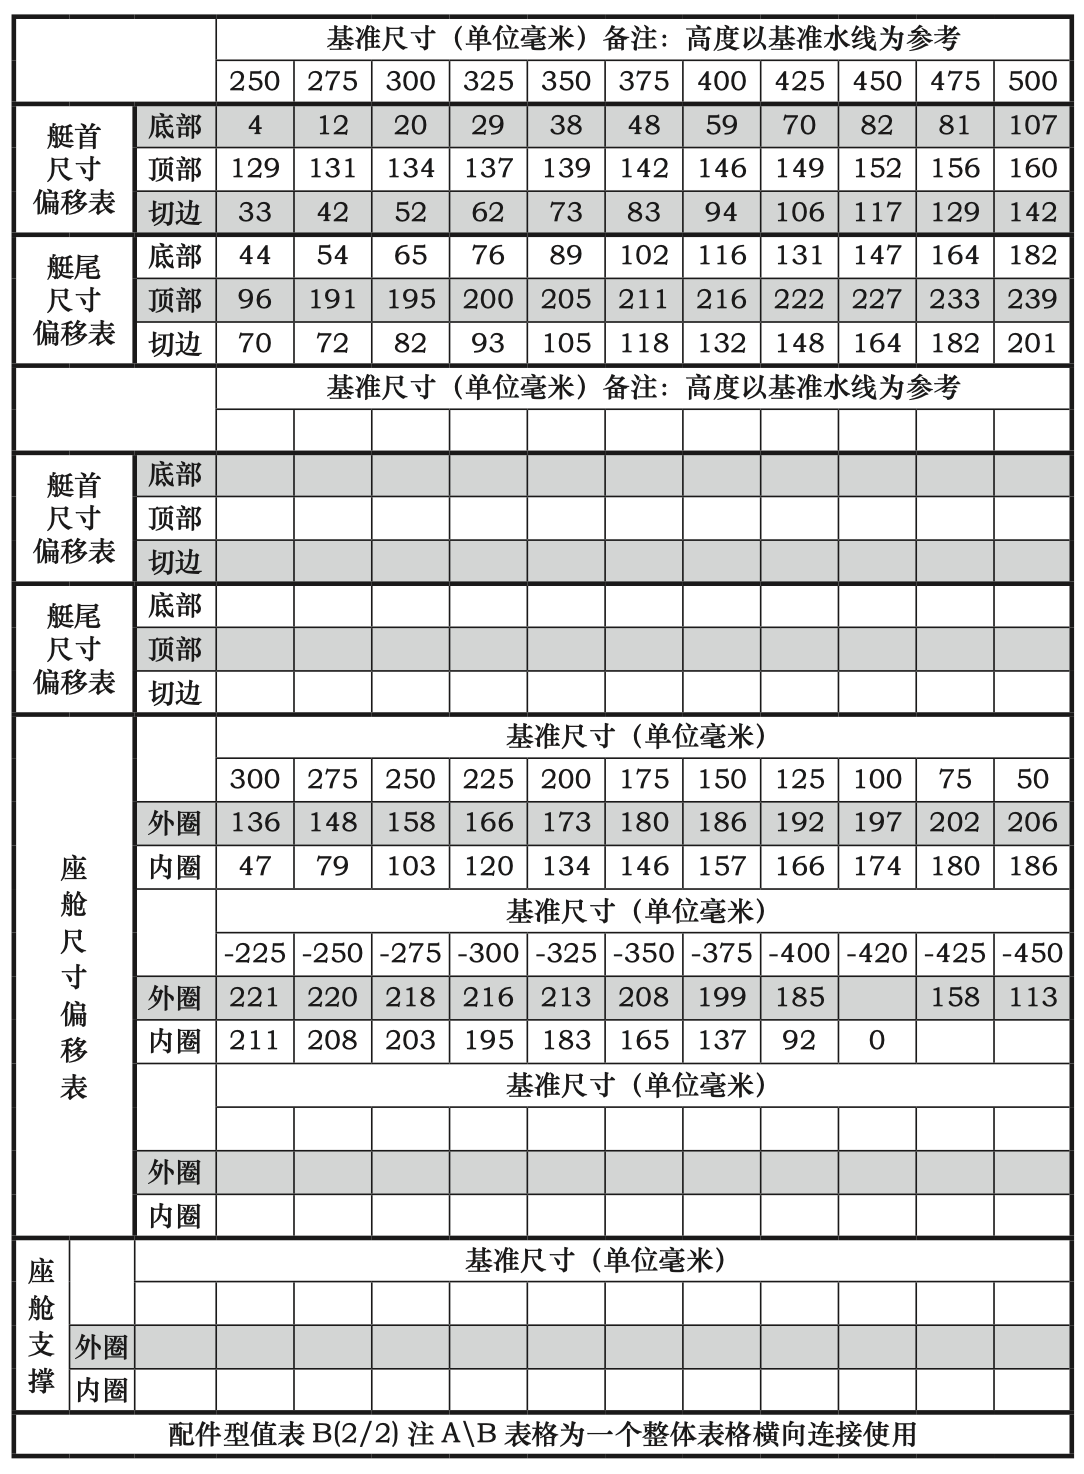 基准尺寸（单位毫米）备注：高度以基准水线为参考
250 275 300 325 350 375 400 425 450 475 500
艇首尺寸偏移表
底部 4 12 20 29 38 48 59 70 82 81 107
顶部 129 131 134 137 139 142 146 149 152 156 160
切边 33 42 52 62 73 83 94 106 117 129 142
艇尾尺寸偏移表
底部 44 54 65 76 89 102 116 131 147 164 182
顶部 96 191 195 200 205 211 216 222 227 233 239
切边 70 72 82 93 105 118 132 148 164 182 201
基准尺寸（单位毫米）备注：高度以基准水线为参考
艇首尺寸偏移表
底部
顶部
切边
艇尾尺寸偏移表
底部
顶部
切边
座舱尺寸偏移表
基准尺寸（单位毫米）
300 275 250 225 200 175 150 125 100 75 50
外圈 136 148 158 166 173 180 186 192 197 202 206
内圈 47 79 103 120 134 146 157 166 174 180 186
基准尺寸（单位毫米）
-225 -250 -275 -300 -325 -350 -375 -400 -420 -425 -450
外圈 221 220 218 216 213 208 199 185 158 113
内圈 211 208 203 195 183 165 137 92 0
基准尺寸（单位毫米）
外圈
内圈
座舱支撑
基准尺寸（单位毫米）
外圈
内圈
配件型值表 B(2/2) 注 A\B 表格为一个整体表格横向连接使用